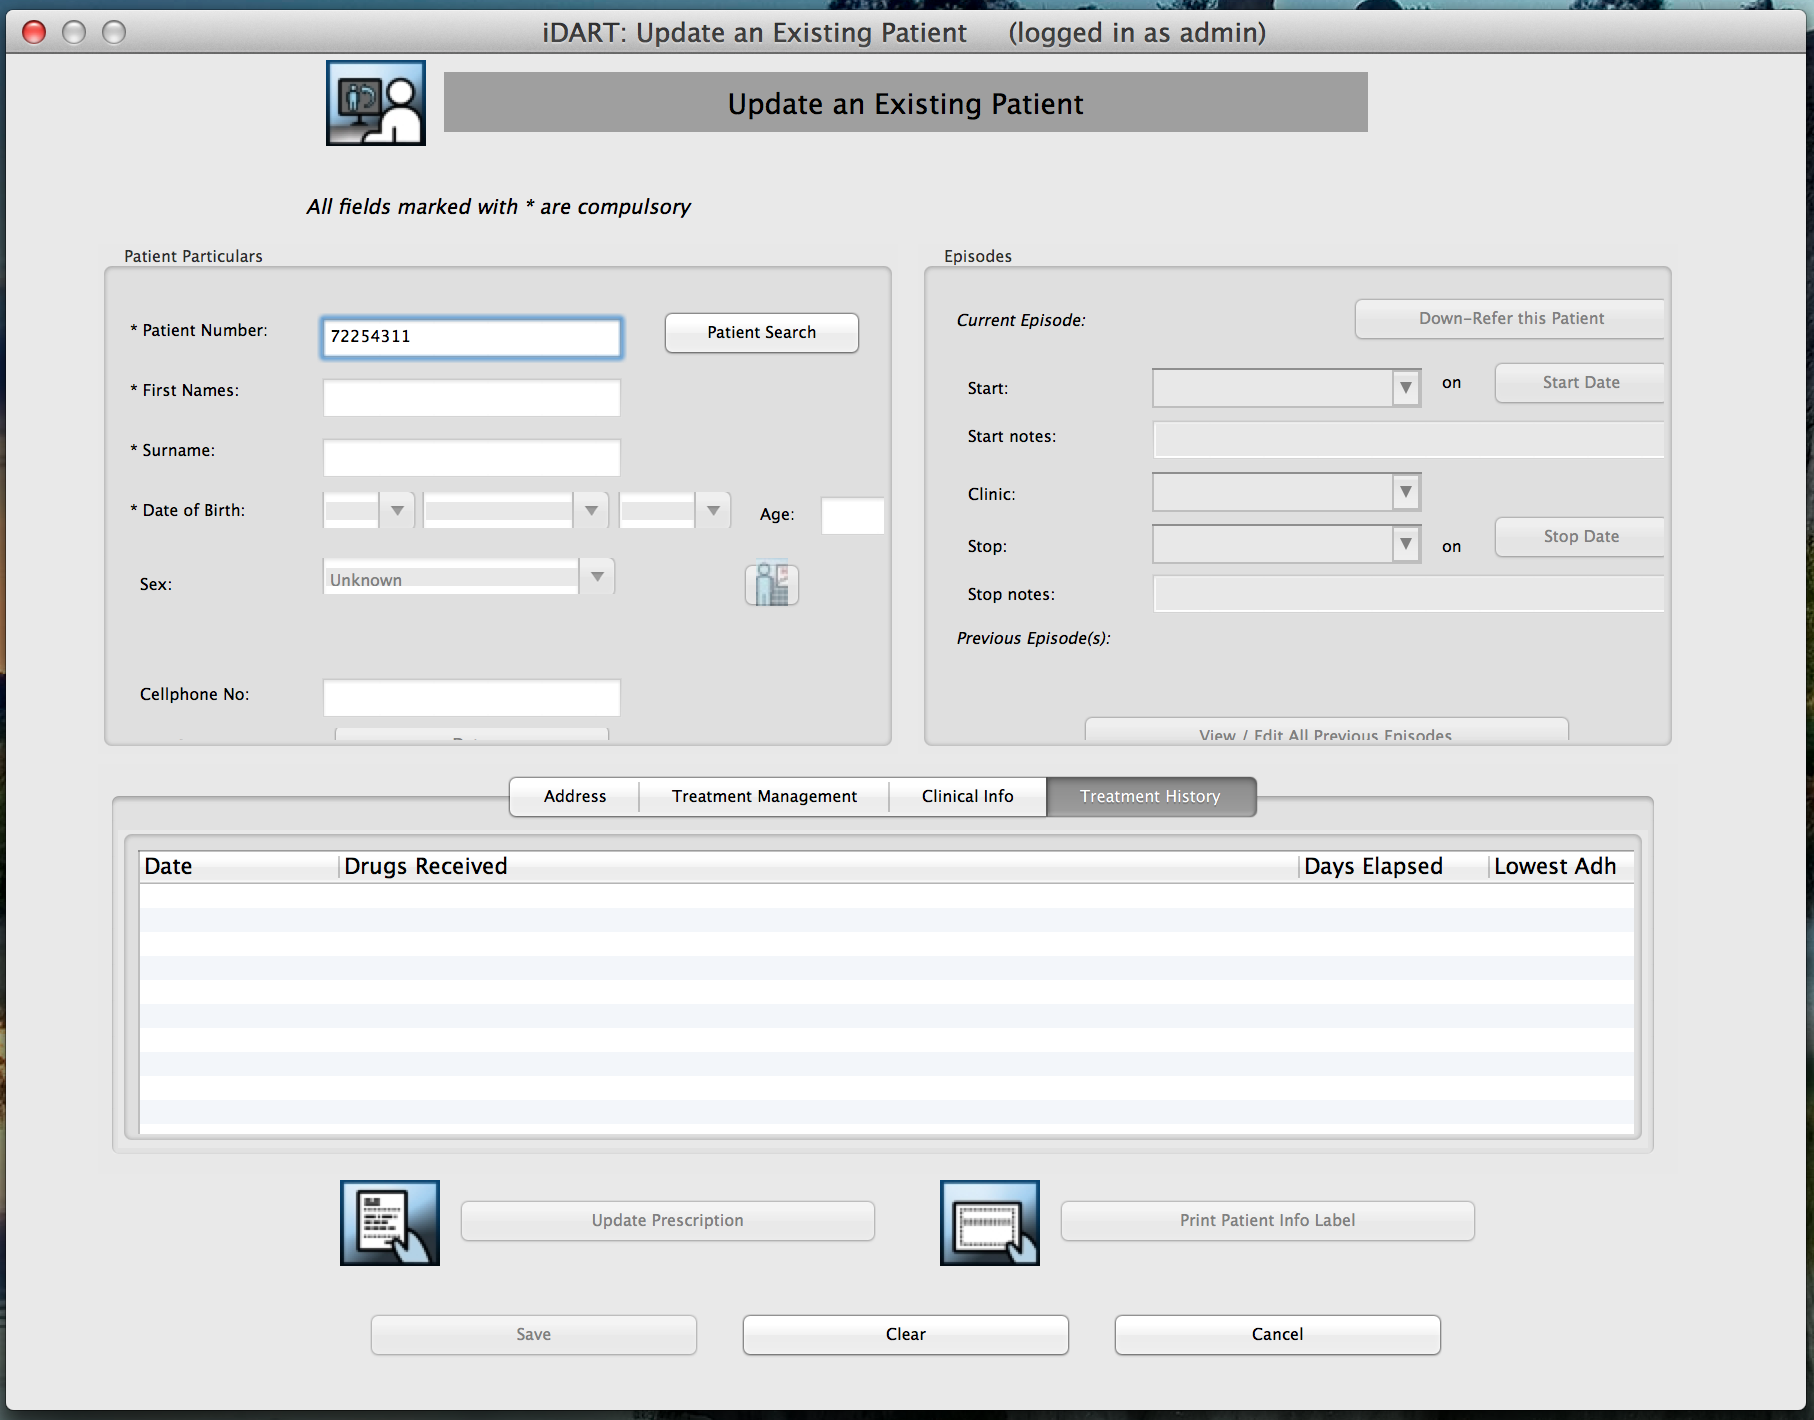 iDART: Update an Existing Patient (logged in as admin)
Update an Existing Patient
All fields marked with * are compulsory
Patient Particulars
* Patient Number:
72254311
Patient Search
* First Names:
* Surname:
* Date of Birth:
Age:
Sex:
Unknown
Cellphone No:
Episodes
Current Episode:
Down-Refer this Patient
Start:
on
Start Date
Start notes:
Clinic:
Stop:
on
Stop Date
Stop notes:
Previous Episode(s):
View / Edit All Previous Episodes
Address Treatment Management Clinical Info Treatment History
Date Drugs Received Days Elapsed Lowest Adh
Update Prescription
Print Patient Info Label
Save Clear Cancel